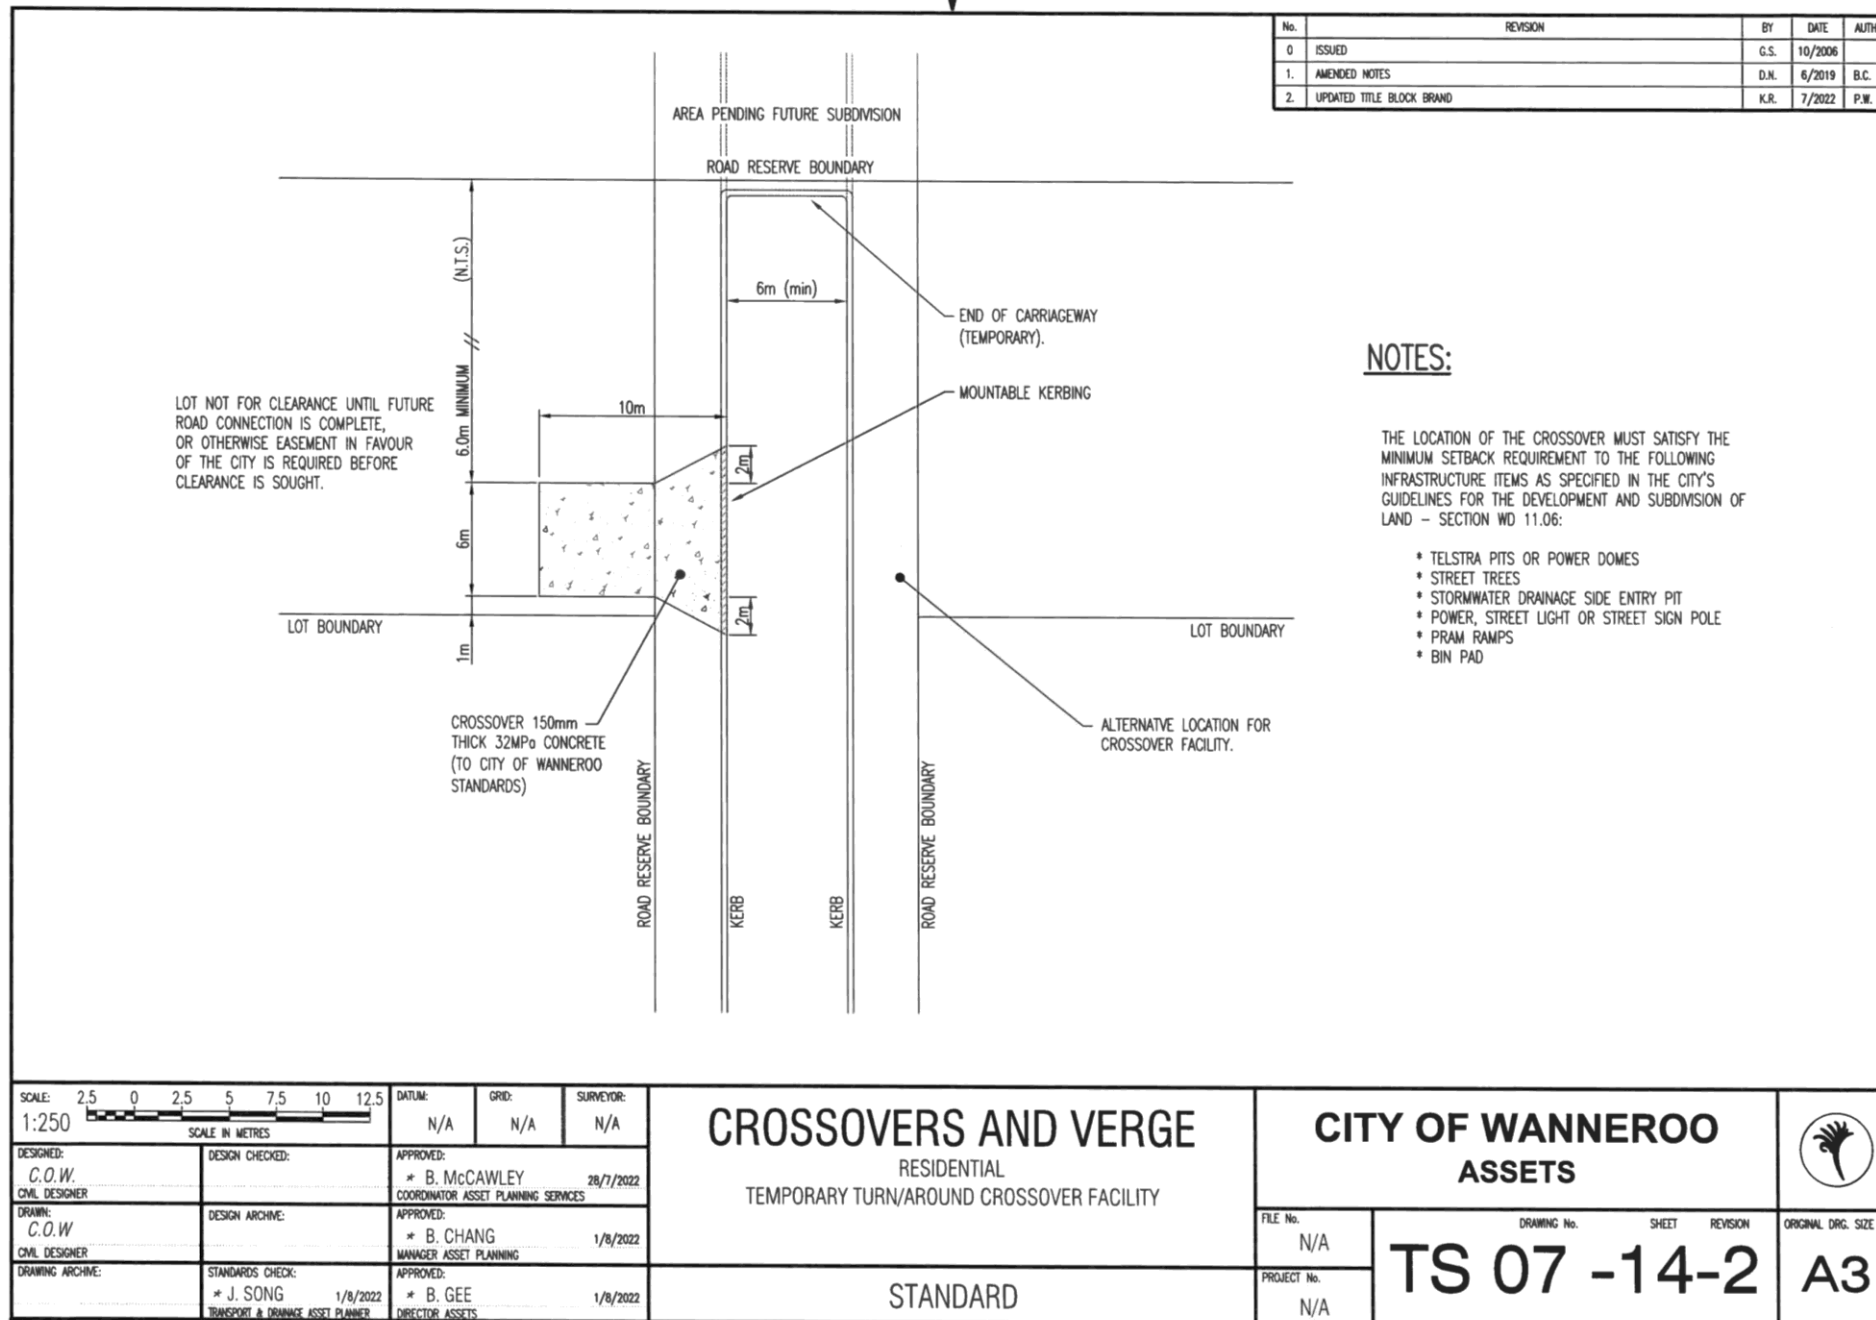 No. REVISION BY DATE AUTH
0 ISSUED G.S. 10/2006
1. AMENDED NOTES D.N. 6/2019 B.C.
2. UPDATED TITLE BLOCK BRAND K.R. 7/2022 P.W.
AREA PENDING FUTURE SUBDIVISION
ROAD RESERVE BOUNDARY
(N.T.S.)
6m (min)
END OF CARRIAGEWAY
(TEMPORARY).
NOTES:
MOUNTABLE KERBING
LOT NOT FOR CLEARANCE UNTIL FUTURE
ROAD CONNECTION IS COMPLETE,
OR OTHERWISE EASEMENT IN FAVOUR
OF THE CITY IS REQUIRED BEFORE
CLEARANCE IS SOUGHT.
6.0m MINIMUM
10m
2m
6m
2m
1m
THE LOCATION OF THE CROSSOVER MUST SATISFY THE
MINIMUM SETBACK REQUIREMENT TO THE FOLLOWING
INFRASTRUCTURE ITEMS AS SPECIFIED IN THE CITY'S
GUIDELINES FOR THE DEVELOPMENT AND SUBDIVISION OF
LAND – SECTION WD 11.06:
* TELSTRA PITS OR POWER DOMES
* STREET TREES
* STORMWATER DRAINAGE SIDE ENTRY PIT
* POWER, STREET LIGHT OR STREET SIGN POLE
* PRAM RAMPS
* BIN PAD
LOT BOUNDARY
LOT BOUNDARY
CROSSOVER 150mm
THICK 32MPa CONCRETE
(TO CITY OF WANNEROO
STANDARDS)
ALTERNATIVE LOCATION FOR
CROSSOVER FACILITY.
ROAD RESERVE BOUNDARY
KERB
KERB
ROAD RESERVE BOUNDARY
SCALE:
1:250
2.5 0 2.5 5 7.5 10 12.5
SCALE IN METRES
DATUM:
N/A
GRID:
N/A
SURVEYOR:
N/A
DESIGNED:
C.O.W.
CIVIL DESIGNER
DESIGN CHECKED:
APPROVED:
* B. McCAWLEY 28/7/2022
COORDINATOR ASSET PLANNING SERVICES
DRAWN:
C.O.W
CIVIL DESIGNER
DESIGN ARCHIVE:
APPROVED:
* B. CHANG 1/8/2022
MANAGER ASSET PLANNING
DRAWING ARCHIVE:
STANDARDS CHECK:
* J. SONG 1/8/2022
TRANSPORT & DRAINAGE ASSET PLANNER
APPROVED:
* B. GEE 1/8/2022
DIRECTOR ASSETS
CROSSOVERS AND VERGE
RESIDENTIAL
TEMPORARY TURN/AROUND CROSSOVER FACILITY
STANDARD
CITY OF WANNEROO
ASSETS
FILE No.
N/A
PROJECT No.
N/A
DRAWING No. SHEET REVISION
TS 07 -14-2
ORIGINAL DRG. SIZE
A3